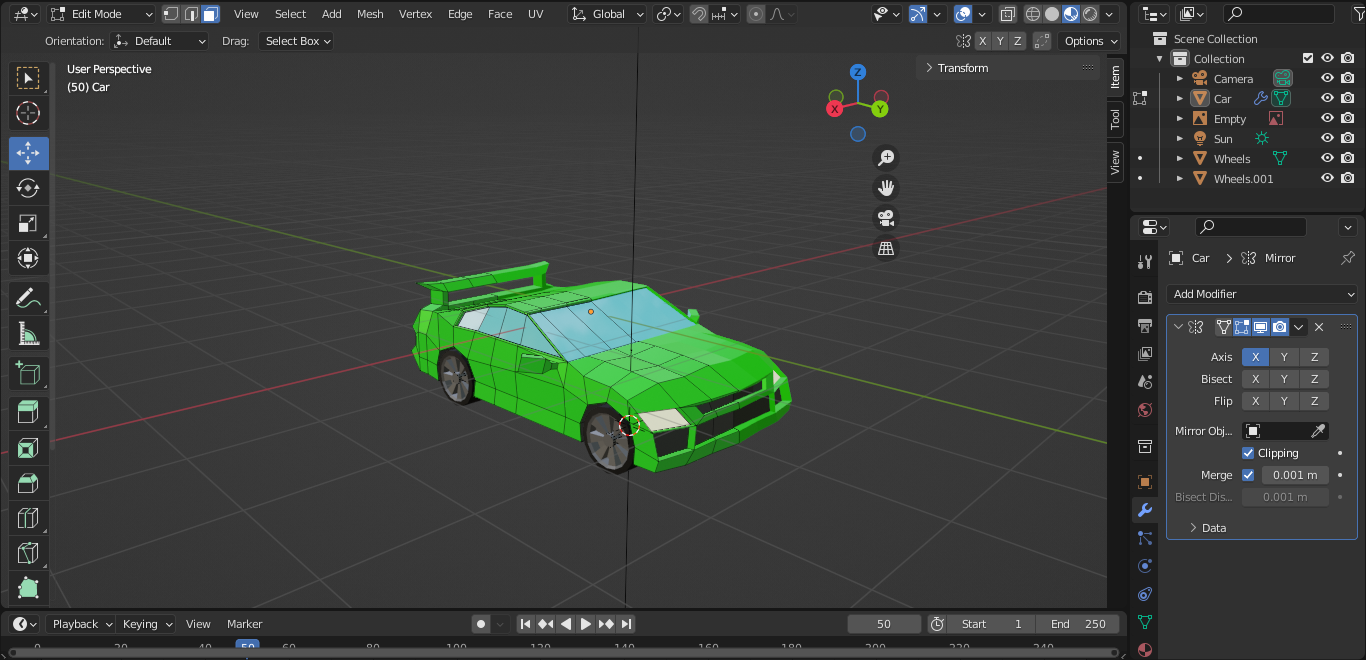 Edit Mode View Select Add Mesh Vertex Edge Face UV Global
Orientation: Default Drag: Select Box X Y Z Options
User Perspective
(50) Car
Transform
Item
Tool
View
Z
X
Y
Scene Collection
Collection
Camera
Car
Empty
Sun
Wheels
Wheels.001
Car Mirror
Add Modifier
Axis X Y Z
Bisect X Y Z
Flip X Y Z
Mirror Obj...
Clipping
Merge 0.001 m
Bisect Dis... 0.001 m
Data
Playback Keying View Marker 50 Start 1 End 250
0 20 40 50 60 80 100 120 140 160 180 200 220 240